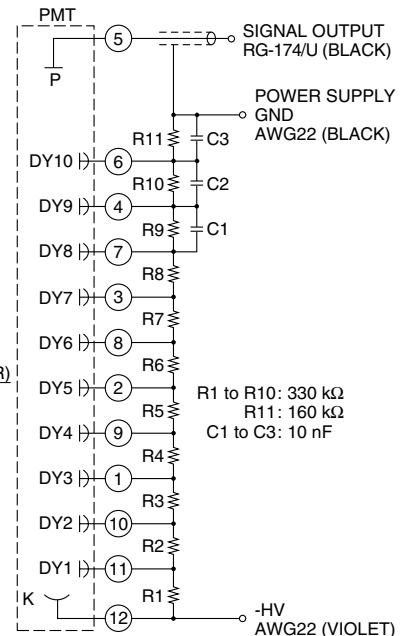 PMT
5
SIGNAL OUTPUT
RG-174/U (BLACK)
P
POWER SUPPLY
GND
AWG22 (BLACK)
R11
C3
DY10
6
R10
C2
DY9
4
R9
C1
DY8
7
R8
DY7
3
R7
DY6
8
R6
R)
DY5
2
R1 to R10: 330 kΩ
R5
R11: 160 kΩ
DY4
9
C1 to C3: 10 nF
R4
DY3
1
R3
DY2
10
R2
DY1
11
R1
K
12
-HV
AWG22 (VIOLET)